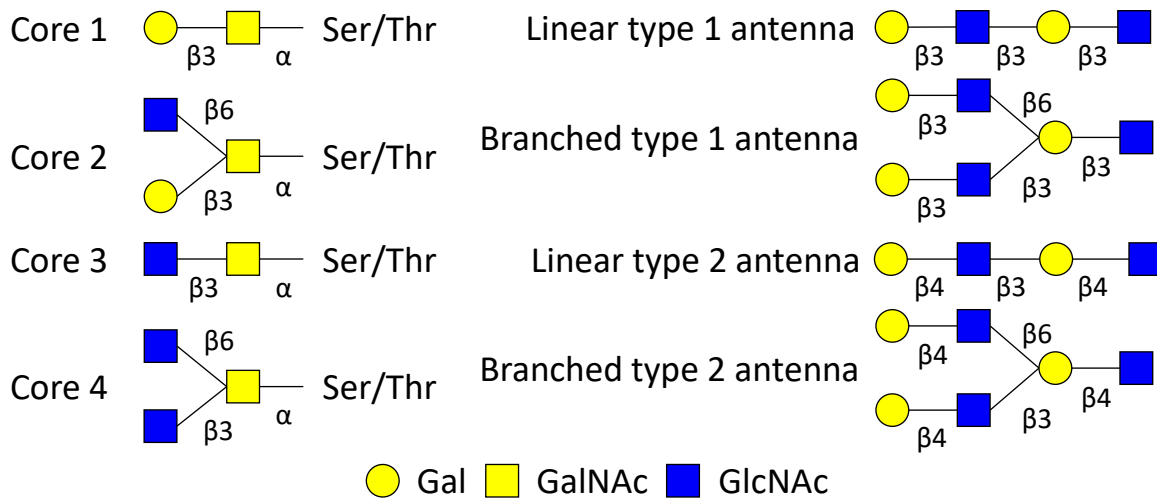 Core 1 β3 α Ser/Thr
Linear type 1 antenna β3 β3 β3
Core 2 β6 β3 α Ser/Thr
Branched type 1 antenna β3 β6 β3 β3 β3
Core 3 β3 α Ser/Thr
Linear type 2 antenna β4 β3 β4
Core 4 β6 β3 α Ser/Thr
Branched type 2 antenna β4 β6 β4 β3 β4
Gal GalNAc GlcNAc